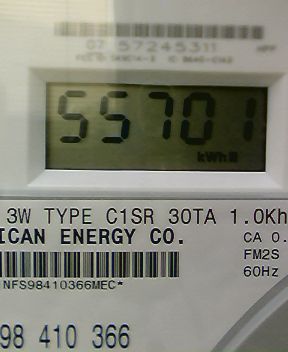 07 57245311
55701
kWh
3W TYPE C1SR 30TA 1.0Kh
ICAN ENERGY CO.
CA 0.
FM2S
60Hz
NFS98410366MEC*
98 410 366